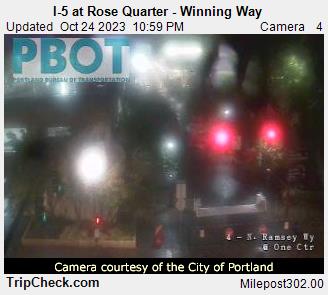 I-5 at Rose Quarter - Winning Way
Updated Oct 24 2023 10:59 PM Camera 4
PBOT
PORTLAND BUREAU OF TRANSPORTATION
4 - N. Ramsey Wy
@ One Ctr
Camera courtesy of the City of Portland
TripCheck.com Milepost302.00